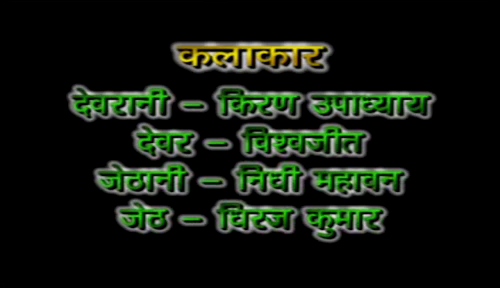 कलाकार
देवरानी – किरण उपाध्याय
देवर – विश्वजीत
जेठानी – निधी महावन
जेठ – धिरज कुमार